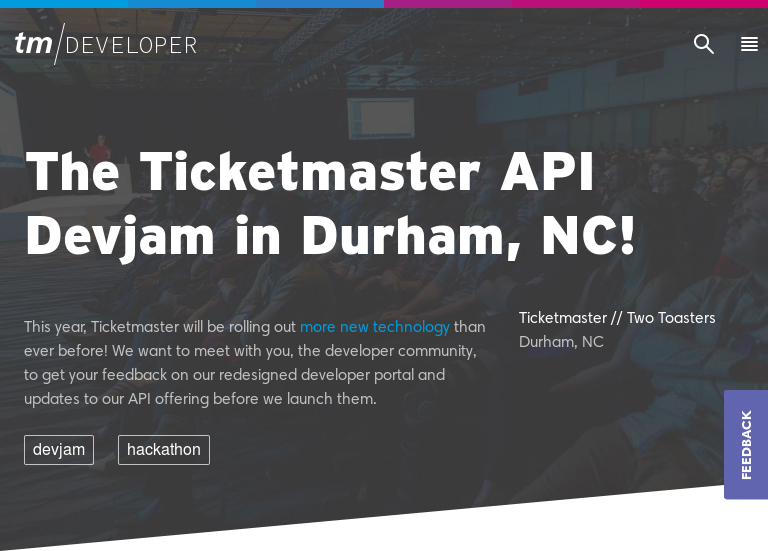 tm/DEVELOPER
The Ticketmaster API
Devjam in Durham, NC!
This year, Ticketmaster will be rolling out more new technology than
ever before! We want to meet with you, the developer community,
to get your feedback on our redesigned developer portal and
updates to our API offering before we launch them.
Ticketmaster // Two Toasters
Durham, NC
devjam
hackathon
FEEDBACK